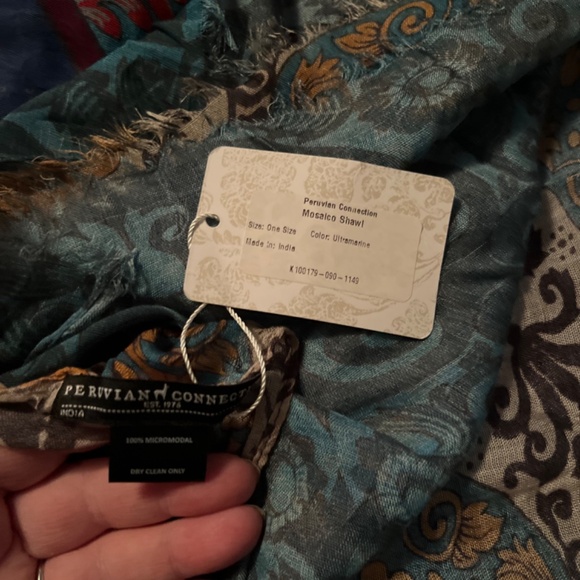 Peruvian Connection
Mosaico Shawl
Size: One Size Color: Ultramarine
Made In: India
K100179-090-1149
PERUVIAN CONNECT
EST. 1976
INDIA
100% MICROMODAL
DRY CLEAN ONLY